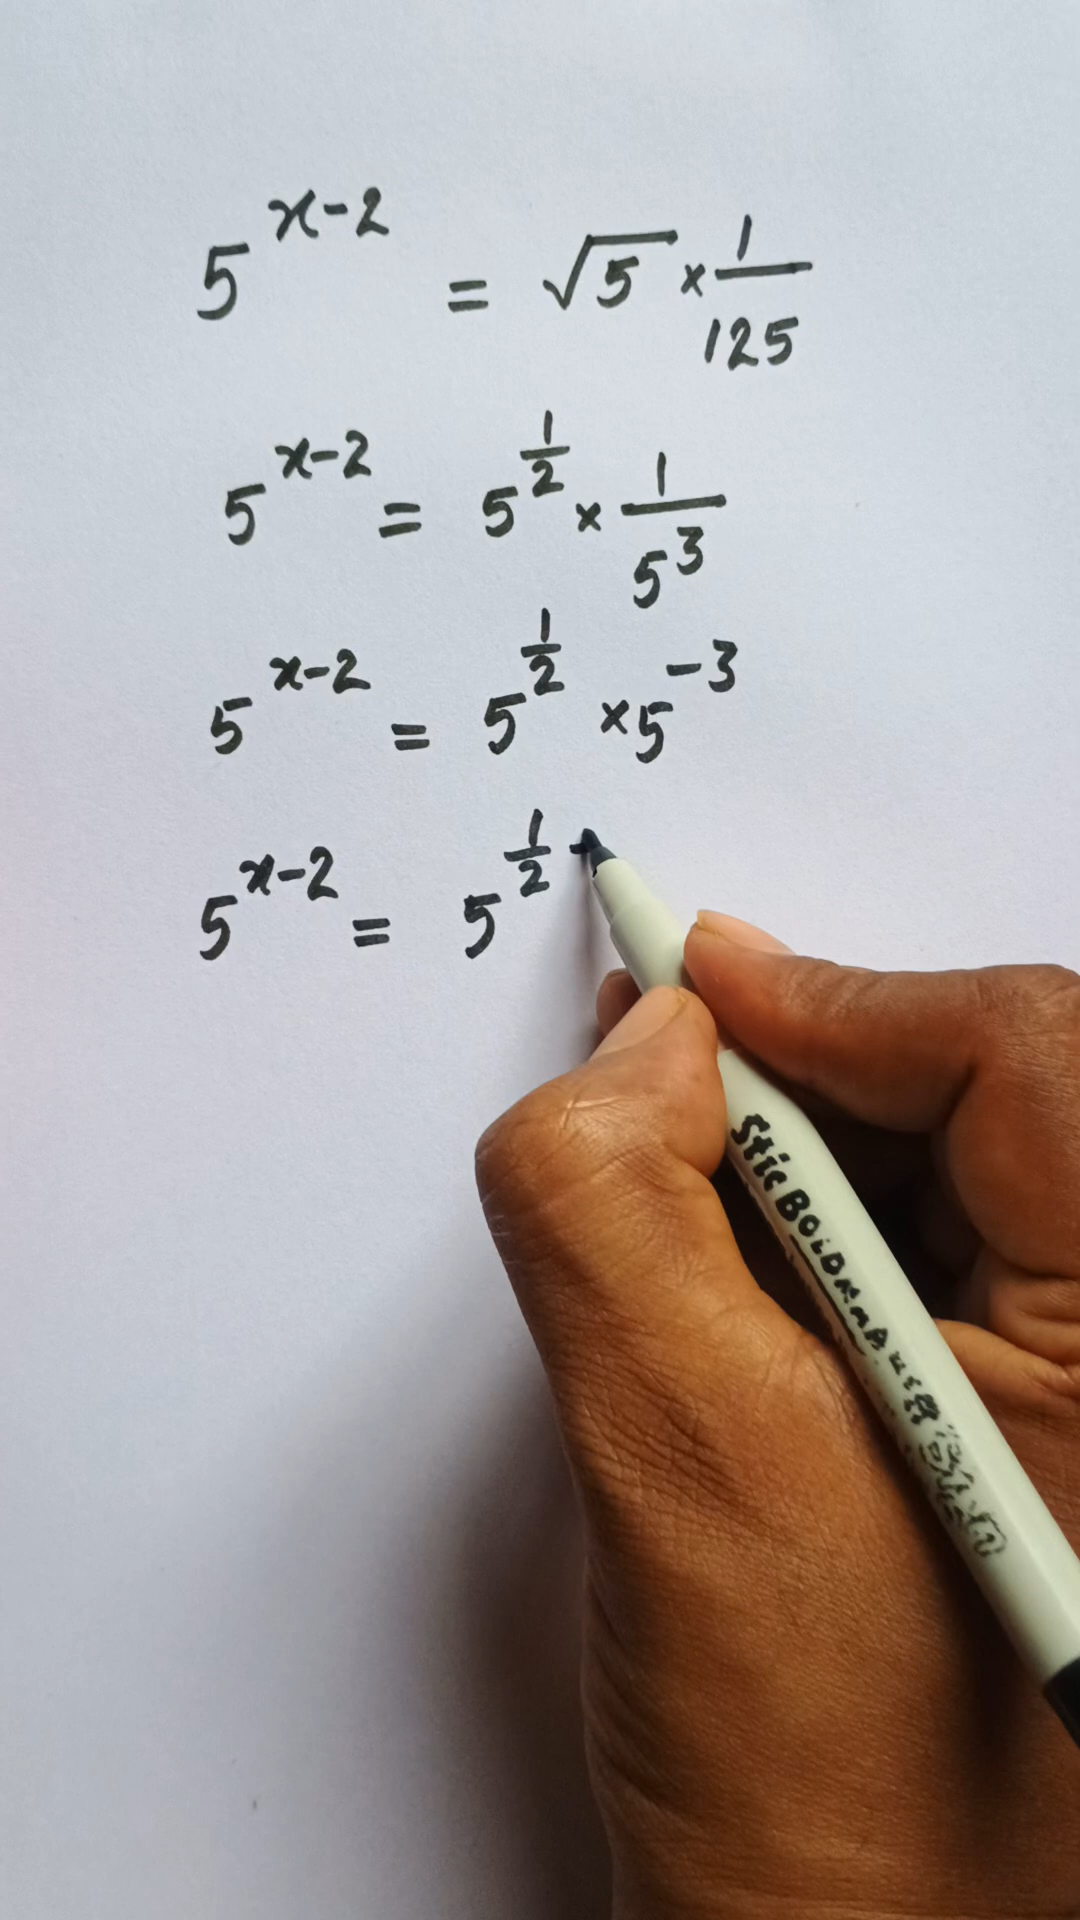 5^{x-2} = √5 × 1/125
5^{x-2} = 5^{1/2} × 1/5^3
5^{x-2} = 5^{1/2} × 5^{-3}
5^{x-2} = 5^{1/2 -}
Stic